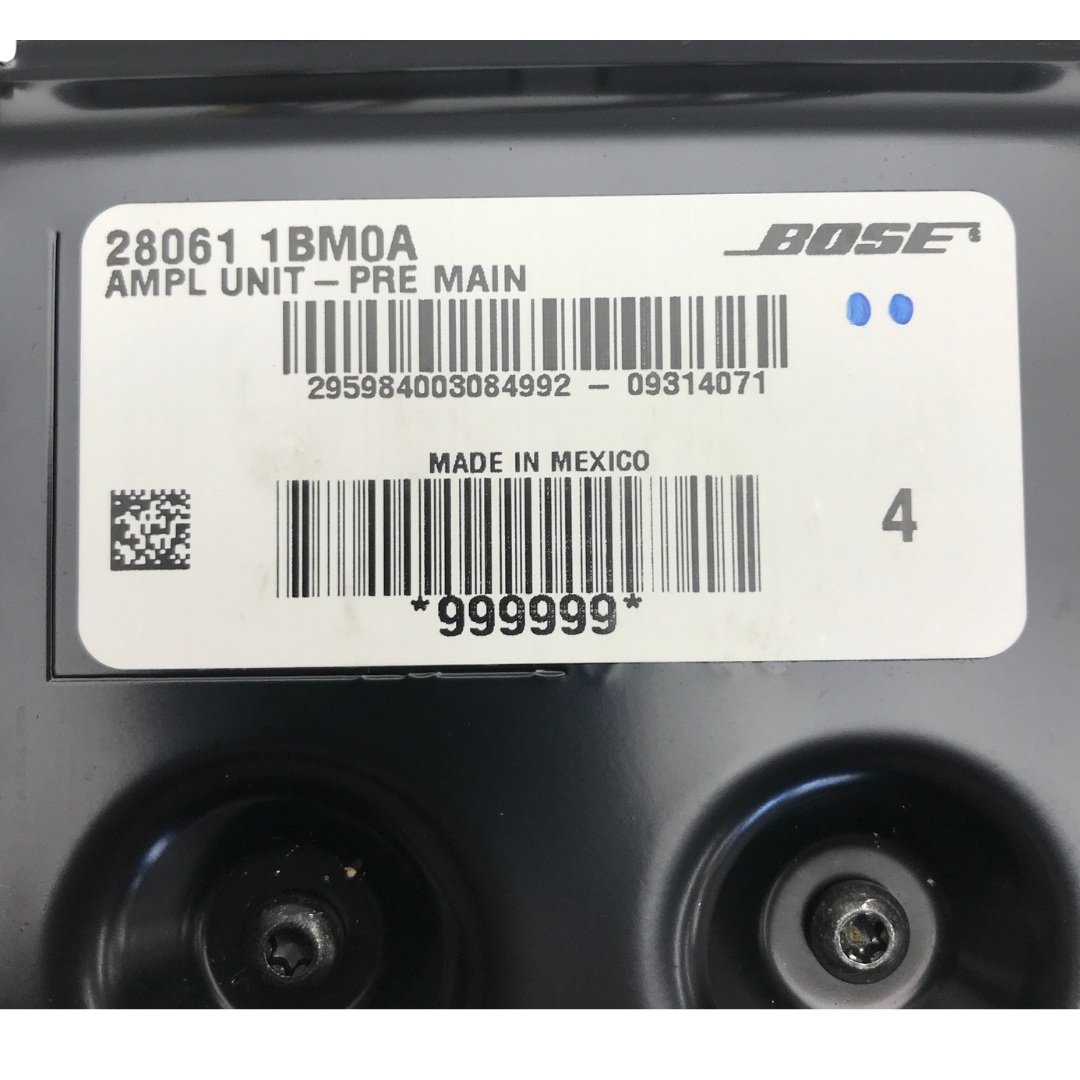 28061 1BM0A
BOSE
AMPL UNIT – PRE MAIN
295984003084992 – 09314071
MADE IN MEXICO
4
*999999*